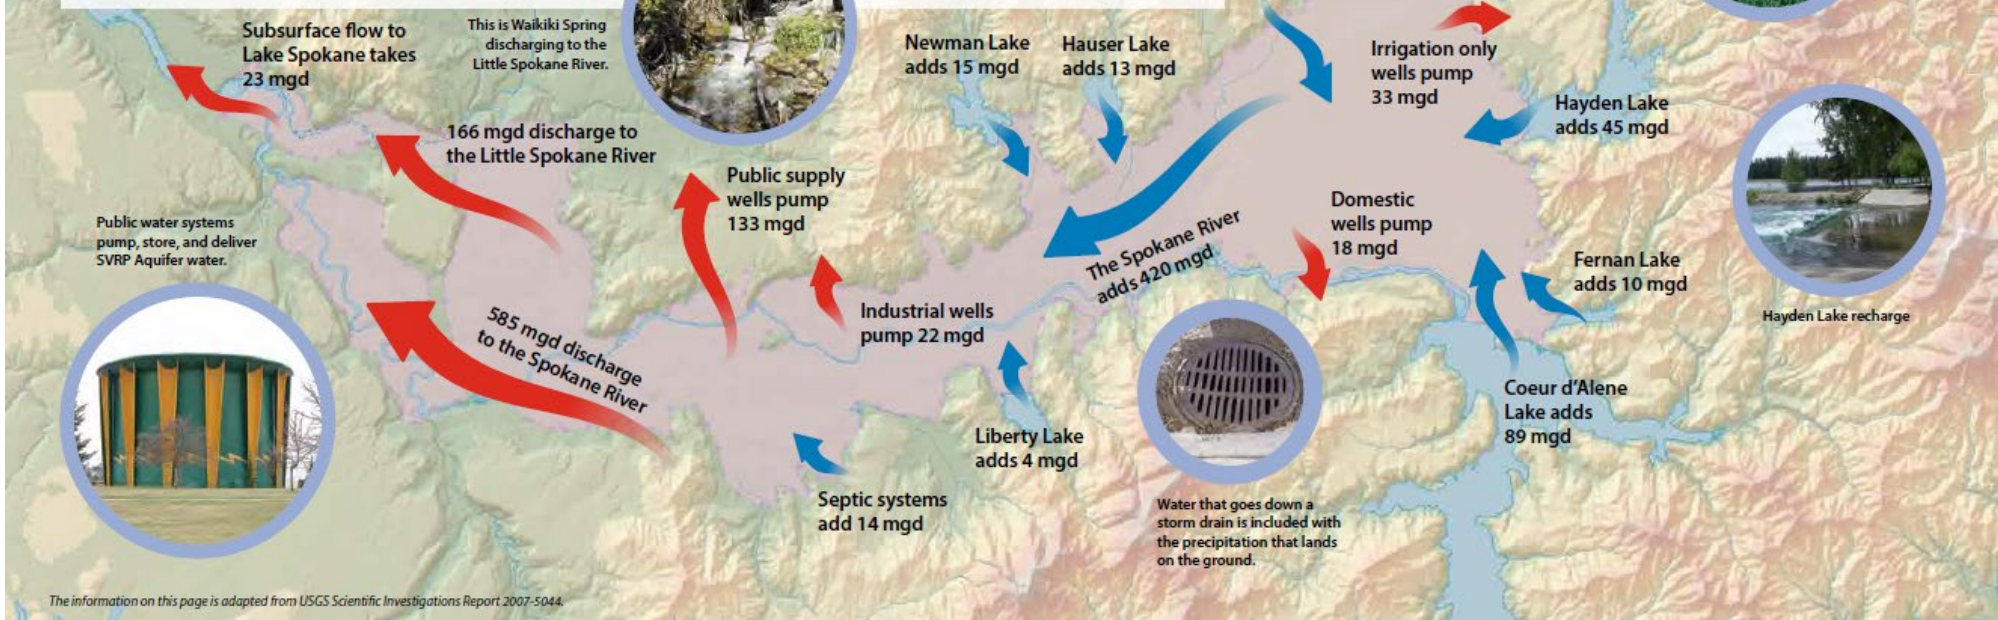 Subsurface flow to
Lake Spokane takes
23 mgd
This is Waikiki Spring
discharging to the
Little Spokane River.
Newman Lake
adds 15 mgd
Hauser Lake
adds 13 mgd
Irrigation only
wells pump
33 mgd
Hayden Lake
adds 45 mgd
166 mgd discharge to
the Little Spokane River
Public supply
wells pump
133 mgd
Domestic
wells pump
18 mgd
Public water systems
pump, store, and deliver
SVRP Aquifer water.
The Spokane River
adds 420 mgd
Fernan Lake
adds 10 mgd
Hayden Lake recharge
585 mgd discharge
to the Spokane River
Industrial wells
pump 22 mgd
Coeur d'Alene
Lake adds
89 mgd
Liberty Lake
adds 4 mgd
Septic systems
add 14 mgd
Water that goes down a
storm drain is included with
the precipitation that lands
on the ground.
The information on this page is adapted from USGS Scientific Investigations Report 2007-5044.